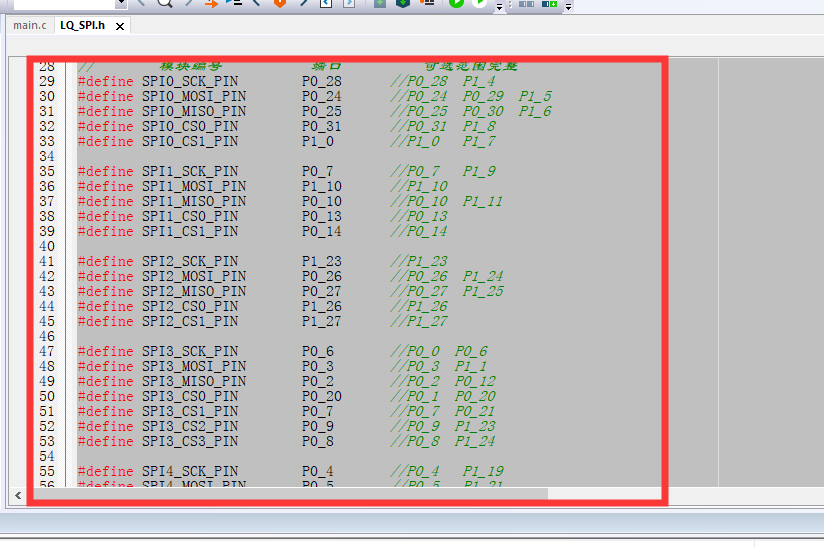 main.c LQ_SPI.h
28 // 模块编号 端口 可选范围完整
29 #define SPI0_SCK_PIN P0_28 //P0_28 P1_4
30 #define SPI0_MOSI_PIN P0_24 //P0_24 P0_29 P1_5
31 #define SPI0_MISO_PIN P0_25 //P0_25 P0_30 P1_6
32 #define SPI0_CS0_PIN P0_31 //P0_31 P1_8
33 #define SPI0_CS1_PIN P1_0 //P1_0 P1_7
34
35 #define SPI1_SCK_PIN P0_7 //P0_7 P1_9
36 #define SPI1_MOSI_PIN P1_10 //P1_10
37 #define SPI1_MISO_PIN P0_10 //P0_10 P1_11
38 #define SPI1_CS0_PIN P0_13 //P0_13
39 #define SPI1_CS1_PIN P0_14 //P0_14
40
41 #define SPI2_SCK_PIN P1_23 //P1_23
42 #define SPI2_MOSI_PIN P0_26 //P0_26 P1_24
43 #define SPI2_MISO_PIN P0_27 //P0_27 P1_25
44 #define SPI2_CS0_PIN P1_26 //P1_26
45 #define SPI2_CS1_PIN P1_27 //P1_27
46
47 #define SPI3_SCK_PIN P0_6 //P0_0 P0_6
48 #define SPI3_MOSI_PIN P0_3 //P0_3 P1_1
49 #define SPI3_MISO_PIN P0_2 //P0_2 P0_12
50 #define SPI3_CS0_PIN P0_20 //P0_1 P0_20
51 #define SPI3_CS1_PIN P0_7 //P0_7 P0_21
52 #define SPI3_CS2_PIN P0_9 //P0_9 P1_23
53 #define SPI3_CS3_PIN P0_8 //P0_8 P1_24
54
55 #define SPI4_SCK_PIN P0_4 //P0_4 P1_19
56 #define SPI4_MOSI_PIN P0_5 //P0_5 P1_21